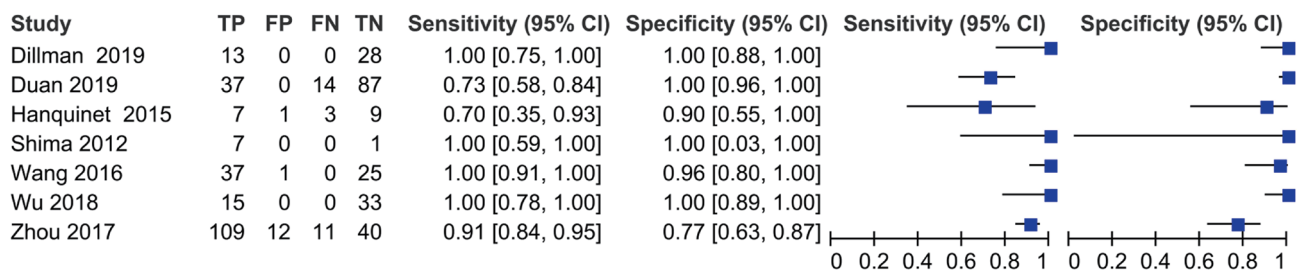 Study TP FP FN TN Sensitivity (95% CI) Specificity (95% CI) Sensitivity (95% CI) Specificity (95% CI)
Dillman 2019 13 0 0 28 1.00 [0.75, 1.00] 1.00 [0.88, 1.00]
Duan 2019 37 0 14 87 0.73 [0.58, 0.84] 1.00 [0.96, 1.00]
Hanquinet 2015 7 1 3 9 0.70 [0.35, 0.93] 0.90 [0.55, 1.00]
Shima 2012 7 0 0 1 1.00 [0.59, 1.00] 1.00 [0.03, 1.00]
Wang 2016 37 1 0 25 1.00 [0.91, 1.00] 0.96 [0.80, 1.00]
Wu 2018 15 0 0 33 1.00 [0.78, 1.00] 1.00 [0.89, 1.00]
Zhou 2017 109 12 11 40 0.91 [0.84, 0.95] 0.77 [0.63, 0.87]
0 0.2 0.4 0.6 0.8 1 0 0.2 0.4 0.6 0.8 1